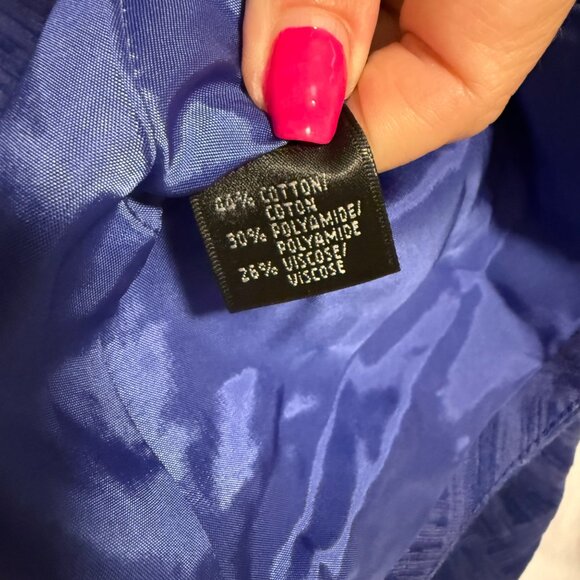 44% COTTON/
COTON
30% POLYAMIDE/
POLYAMIDE
26% VISCOSE/
VISCOSE